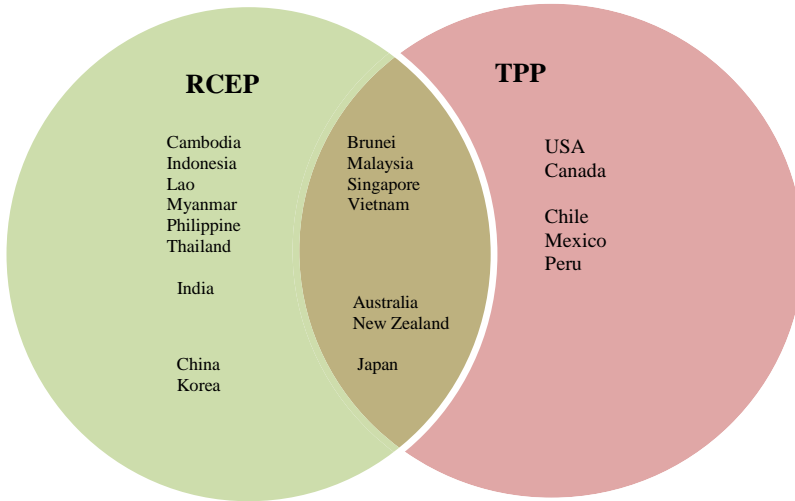 RCEP
Cambodia
Indonesia
Lao
Myanmar
Philippine
Thailand
India
China
Korea
Brunei
Malaysia
Singapore
Vietnam
Australia
New Zealand
Japan
TPP
USA
Canada
Chile
Mexico
Peru